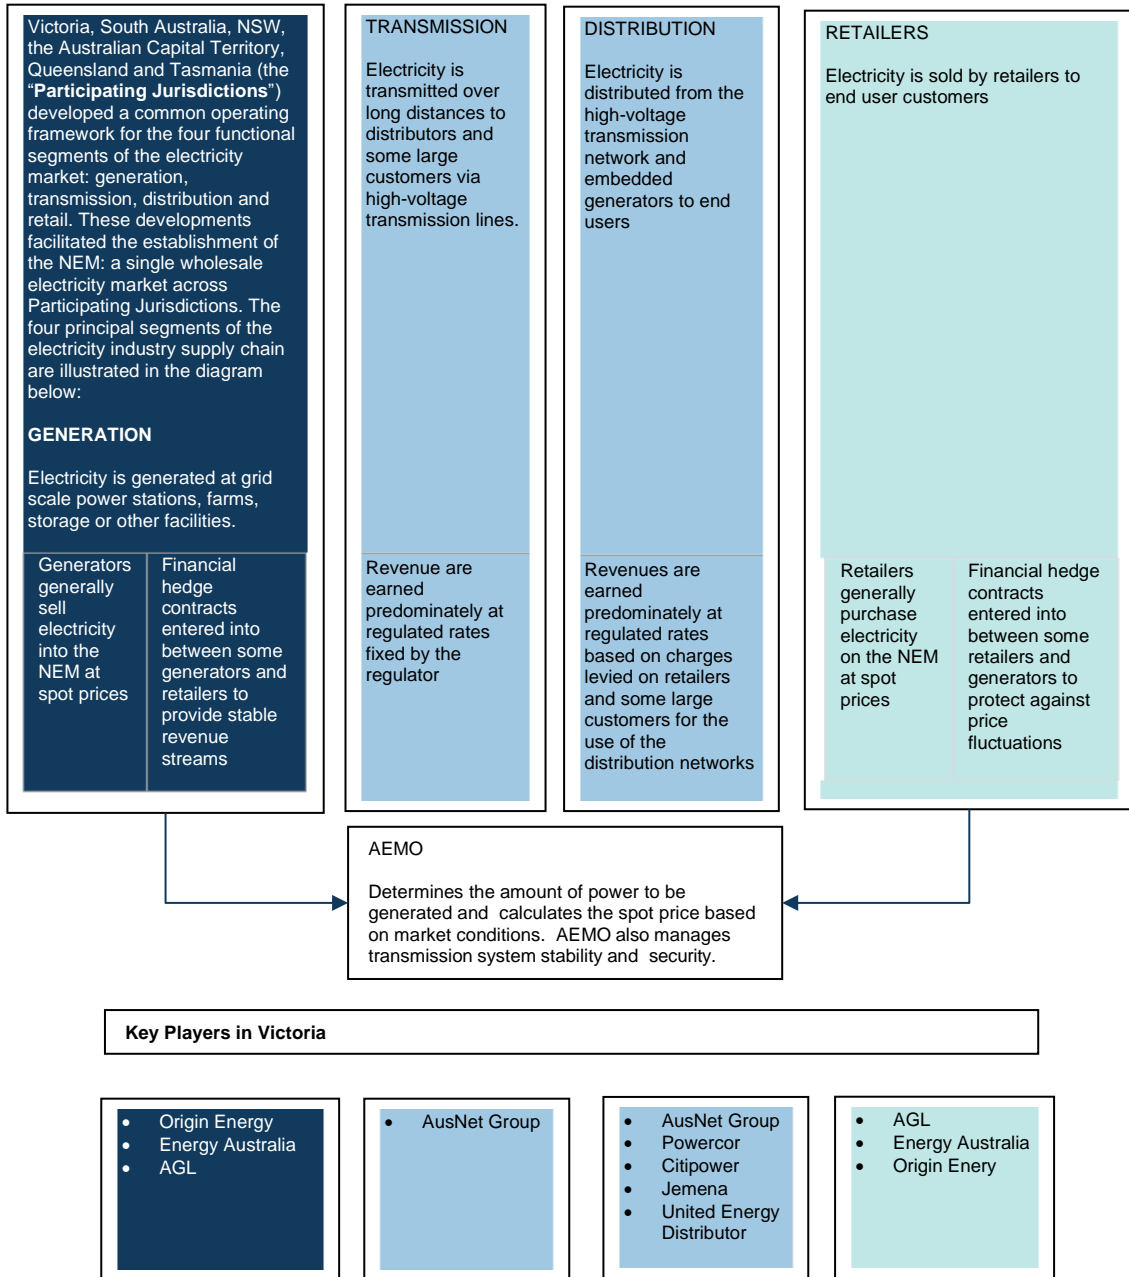 Victoria, South Australia, NSW,
the Australian Capital Territory,
Queensland and Tasmania (the
“Participating Jurisdictions”)
developed a common operating
framework for the four functional
segments of the electricity
market: generation,
transmission, distribution and
retail. These developments
facilitated the establishment of
the NEM: a single wholesale
electricity market across
Participating Jurisdictions. The
four principal segments of the
electricity industry supply chain
are illustrated in the diagram
below:
GENERATION
Electricity is generated at grid
scale power stations, farms,
storage or other facilities.
Generators
generally
sell
electricity
into the
NEM at
spot prices
Financial
hedge
contracts
entered into
between some
generators and
retailers to
provide stable
revenue
streams
TRANSMISSION
Electricity is
transmitted over
long distances to
distributors and
some large
customers via
high-voltage
transmission lines.
Revenue are
earned
predominately at
regulated rates
fixed by the
regulator
DISTRIBUTION
Electricity is
distributed from the
high-voltage
transmission
network and
embedded
generators to end
users
Revenues are
earned
predominately at
regulated rates
based on charges
levied on retailers
and some large
customers for the
use of the
distribution networks
RETAILERS
Electricity is sold by retailers to
end user customers
Retailers
generally
purchase
electricity
on the NEM
at spot
prices
Financial hedge
contracts
entered into
between some
retailers and
generators to
protect against
price
fluctuations
AEMO
Determines the amount of power to be
generated and calculates the spot price based
on market conditions. AEMO also manages
transmission system stability and security.
Key Players in Victoria
• Origin Energy
• Energy Australia
• AGL
• AusNet Group
• AusNet Group
• Powercor
• Citipower
• Jemena
• United Energy
Distributor
• AGL
• Energy Australia
• Origin Enery